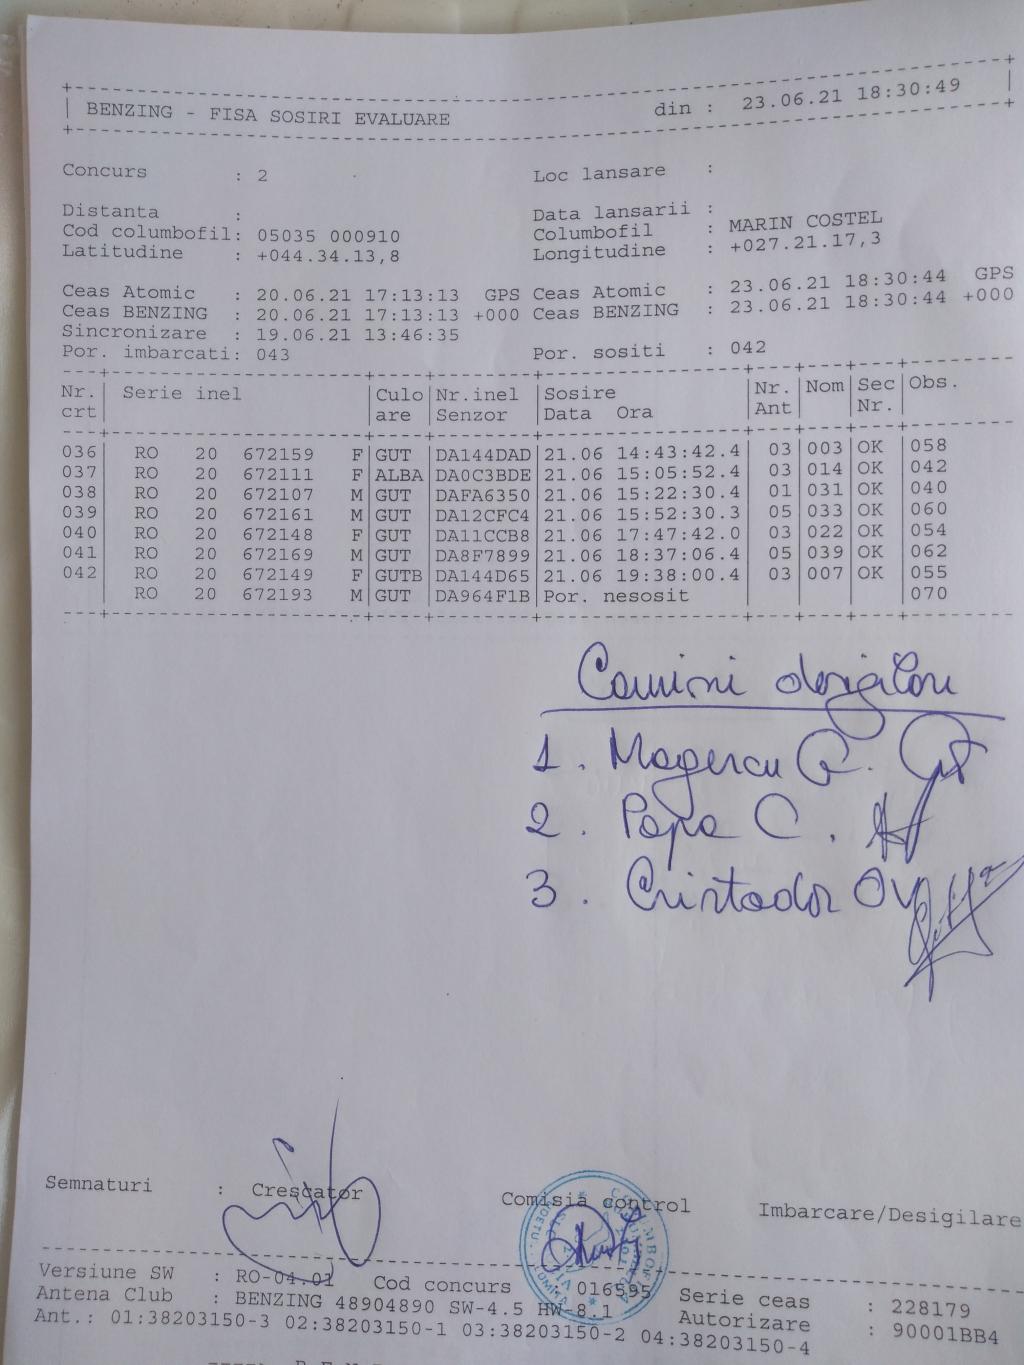 BENZING - FISA SOSIRI EVALUARE din : 23.06.21 18:30:49
Concurs : 2 Loc lansare :
Distanta : Data lansarii :
Cod columbofil: 05035 000910 Columbofil : MARIN COSTEL
Latitudine : +044.34.13,8 Longitudine : +027.21.17,3
Ceas Atomic : 20.06.21 17:13:13 GPS Ceas Atomic : 23.06.21 18:30:44 GPS
Ceas BENZING : 20.06.21 17:13:13 +000 Ceas BENZING : 23.06.21 18:30:44 +000
Sincronizare : 19.06.21 13:46:35
Por. imbarcati: 043 Por. sositi : 042
Nr. Serie inel Culo Nr.inel Sosire Nr. Nom Sec Obs.
crt are Senzor Data Ora Ant Nr.
036 RO 20 672159 F GUT DA144DAD 21.06 14:43:42.4 03 003 OK 058
037 RO 20 672111 F ALBA DA0C3BDE 21.06 15:05:52.4 03 014 OK 042
038 RO 20 672107 M GUT DAFA6350 21.06 15:22:30.4 01 031 OK 040
039 RO 20 672161 M GUT DA12CFC4 21.06 15:52:30.3 05 033 OK 060
040 RO 20 672148 F GUT DA11CCB8 21.06 17:47:42.0 03 022 OK 054
041 RO 20 672169 M GUT DA8F7899 21.06 18:37:06.4 05 039 OK 062
042 RO 20 672149 F GUTB DA144D65 21.06 19:38:00.4 03 007 OK 055
RO 20 672193 M GUT DA964F1B Por. nesosit 070
1.
2. Popa C.
3. Cristador OV
Semnaturi : Crescator Comisia control Imbarcare/Desigilare
Versiune SW : RO-04.01 Cod concurs : 016595 Serie ceas : 228179
Antena Club : BENZING 48904890 SW-4.5 HW-8_1 Autorizare : 90001BB4
Ant.: 01:38203150-3 02:38203150-1 03:38203150-2 04:38203150-4